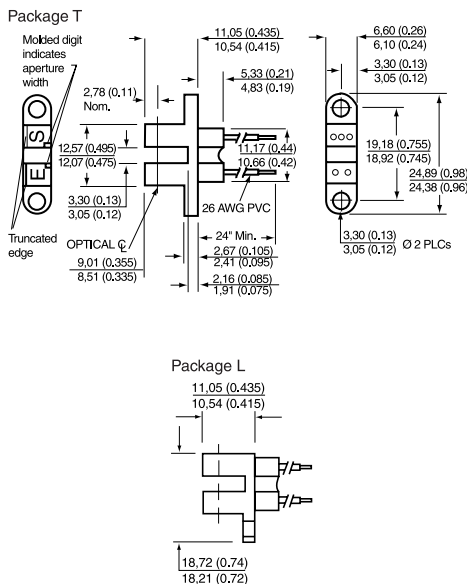 Package T
Molded digit
indicates
aperture
width
S
E
Truncated
edge
11,05 (0.435)
10,54 (0.415)
5,33 (0.21)
4,83 (0.19)
2,78 (0.11)
Nom.
12,57 (0.495)
12,07 (0.475)
11,17 (0.44)
10,66 (0.42)
3,30 (0.13)
3,05 (0.12)
26 AWG PVC
OPTICAL ℄
24" Min.
9,01 (0.355)
8,51 (0.335)
2,67 (0.105)
2,41 (0.095)
2,16 (0.085)
1,91 (0.075)
6,60 (0.26)
6,10 (0.24)
3,30 (0.13)
3,05 (0.12)
19,18 (0.755)
18,92 (0.745)
24,89 (0.98)
24,38 (0.96)
3,30 (0.13)
3,05 (0.12)
Ø 2 PLCs
Package L
11,05 (0.435)
10,54 (0.415)
18,72 (0.74)
18,21 (0.72)